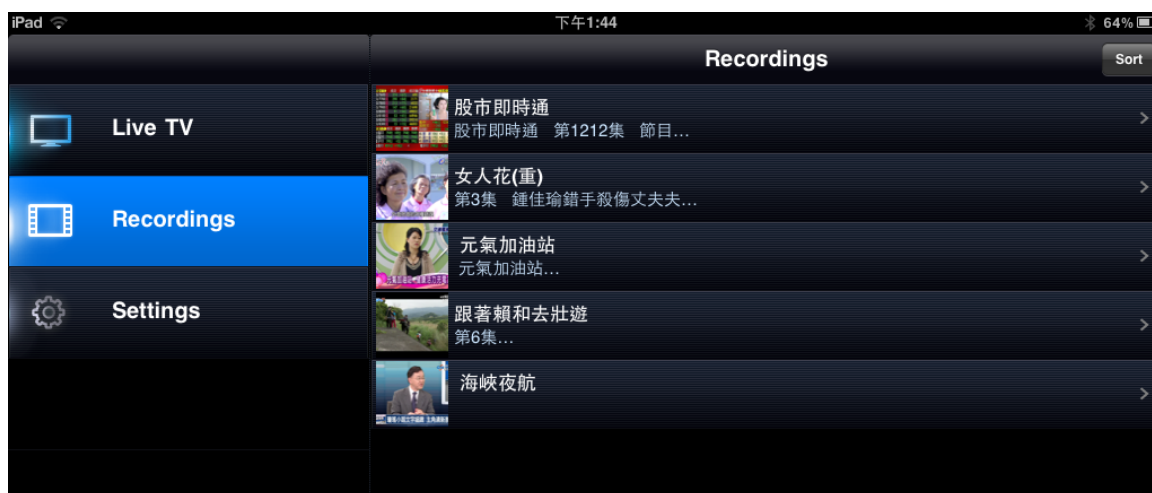 iPad 下午1:44 64%
Recordings
Sort
Live TV
Recordings
Settings
股市即時通
股市即時通 第1212集 節目...
女人花(重)
第3集 鍾佳瑜錯手殺傷丈夫夫...
元氣加油站
元氣加油站...
跟著賴和去壯遊
第6集...
海峽夜航